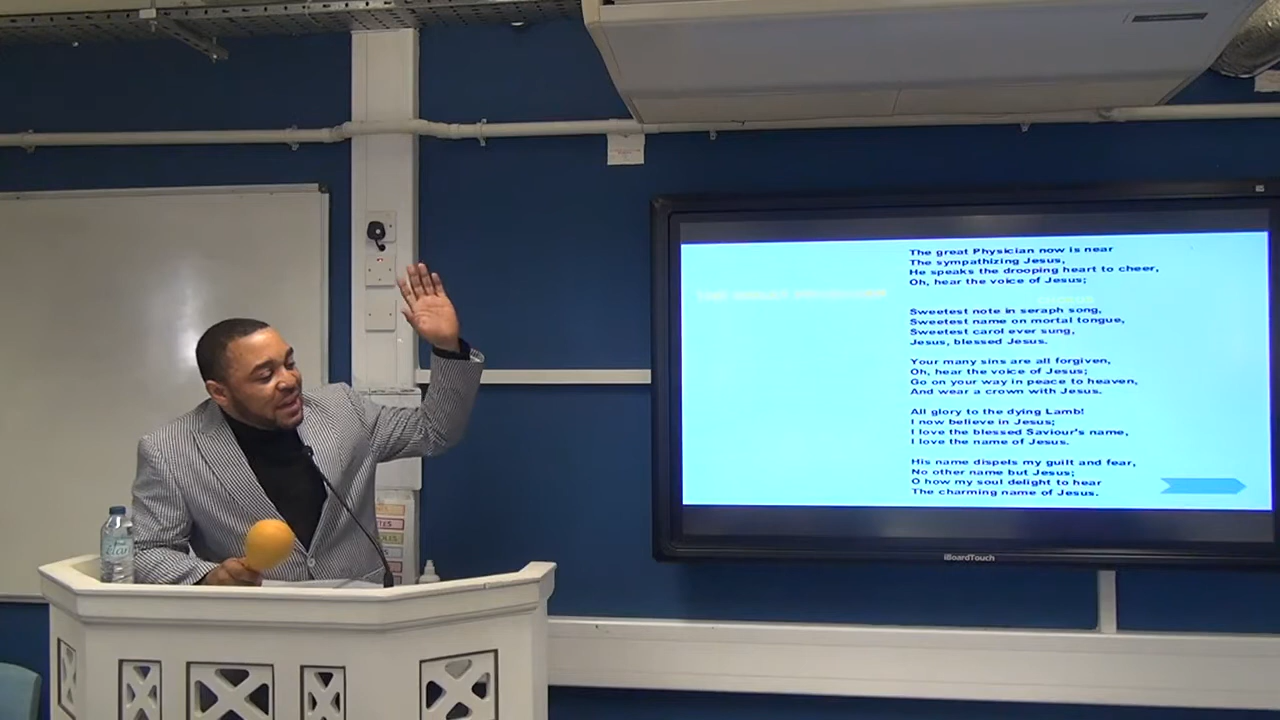 The great Physician now is near
The sympathizing Jesus,
He speaks the drooping heart to cheer,
Oh, hear the voice of Jesus;
THE GREAT PHYSICIAN
CHORUS
Sweetest note in seraph song,
Sweetest name on mortal tongue,
Sweetest carol ever sung,
Jesus, blessed Jesus.
Your many sins are all forgiven,
Oh, hear the voice of Jesus;
Go on your way in peace to heaven,
And wear a crown with Jesus.
All glory to the dying Lamb!
I now believe in Jesus;
I love the blessed Saviour's name,
I love the name of Jesus.
His name dispels my guilt and fear,
No other name but Jesus;
O how my soul delight to hear
The charming name of Jesus.
iBoardTouch